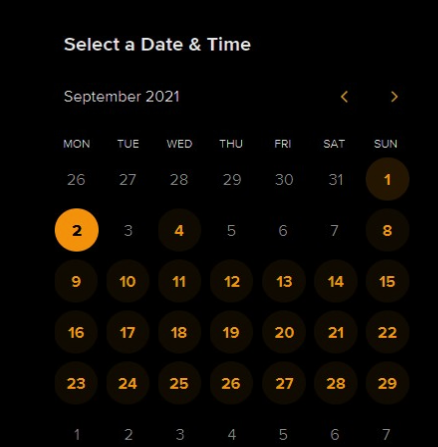 Select a Date & Time
September 2021
MON TUE WED THU FRI SAT SUN
26 27 28 29 30 31 1
2 3 4 5 6 7 8
9 10 11 12 13 14 15
16 17 18 19 20 21 22
23 24 25 26 27 28 29
1 2 3 4 5 6 7